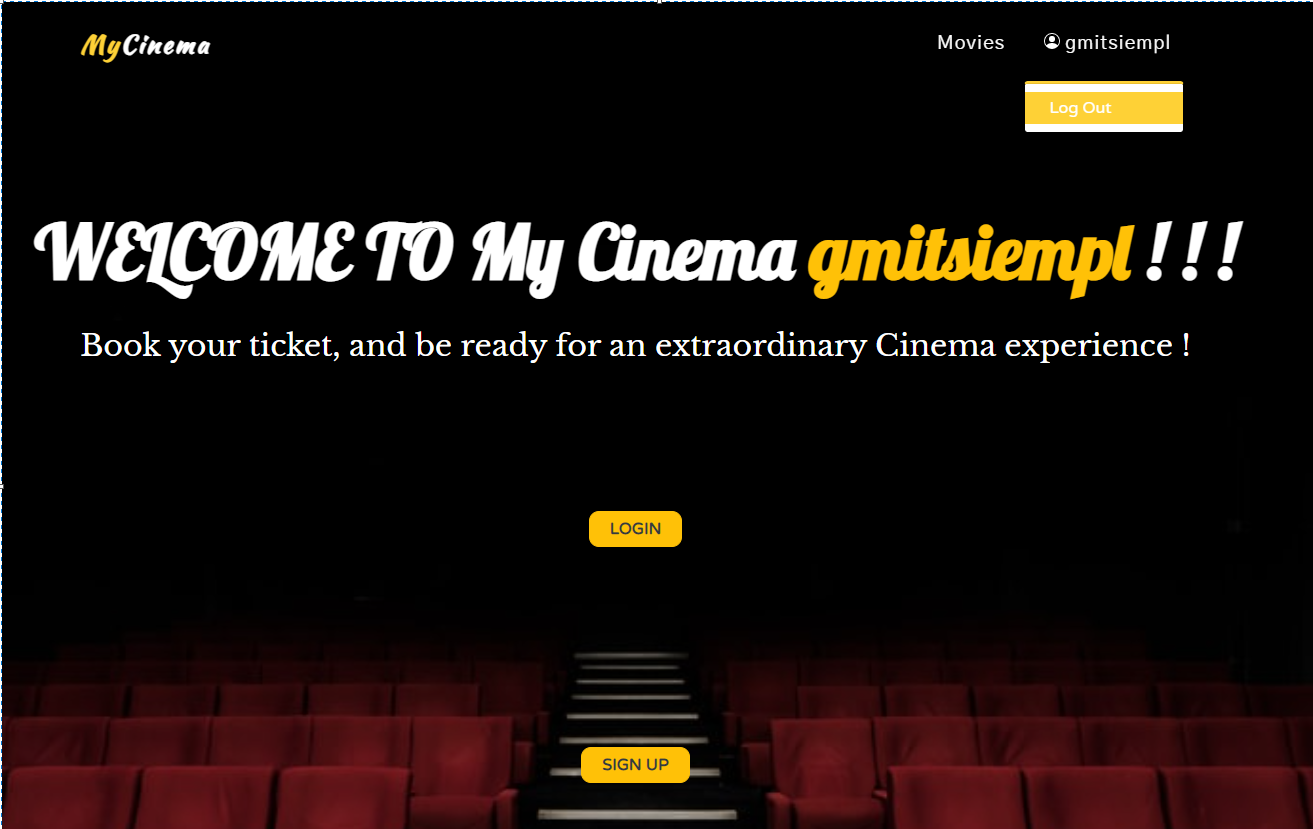 MyCinema
Movies
gmitsiempl
Log Out
WELCOME TO My Cinema gmitsiempl ! ! !
Book your ticket, and be ready for an extraordinary Cinema experience !
LOGIN
SIGN UP